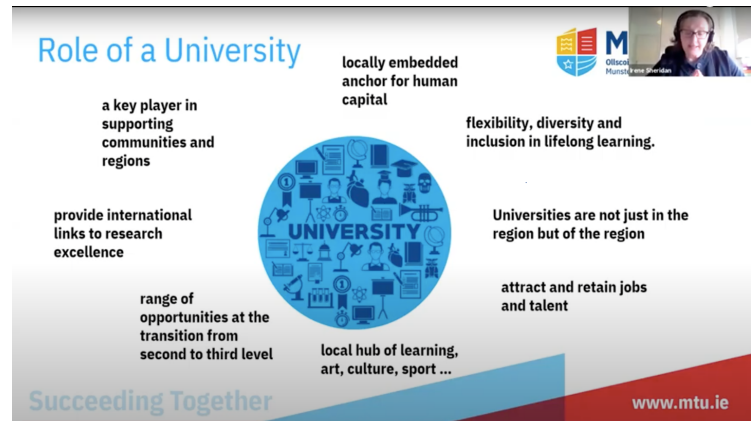 Role of a University
M
Ollscoi
Munste
Irene Sheridan
locally embedded
anchor for human
capital
a key player in
supporting
communities and
regions
flexibility, diversity and
inclusion in lifelong learning.
provide international
links to research
excellence
UNIVERSITY
Universities are not just in the
region but of the region
attract and retain jobs
and talent
range of
opportunities at the
transition from
second to third level
local hub of learning,
art, culture, sport ...
Succeeding Together
www.mtu.ie